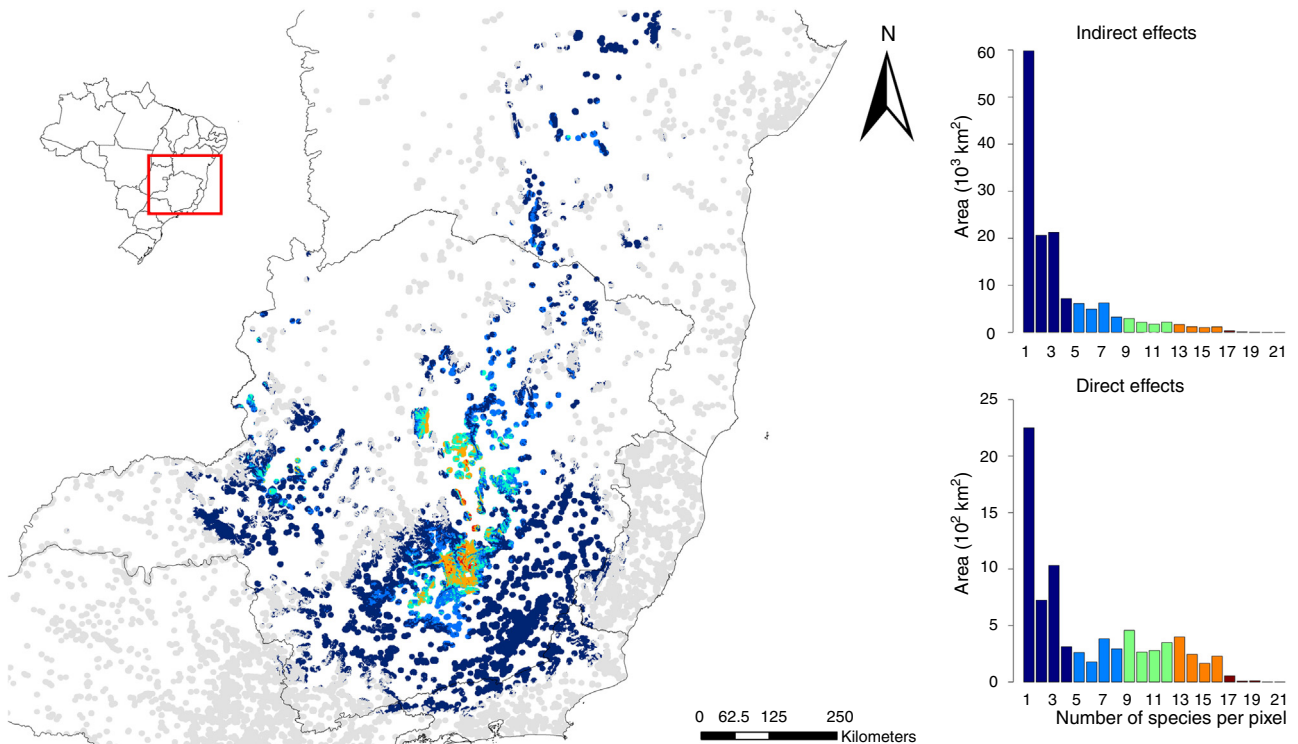 N
0 62.5 125 250
Kilometers
Indirect effects
Area (10³ km²)
60
50
40
30
20
10
0
1 3 5 7 9 11 13 15 17 19 21
Direct effects
Area (10² km²)
25
20
15
10
5
0
1 3 5 7 9 11 13 15 17 19 21
Number of species per pixel